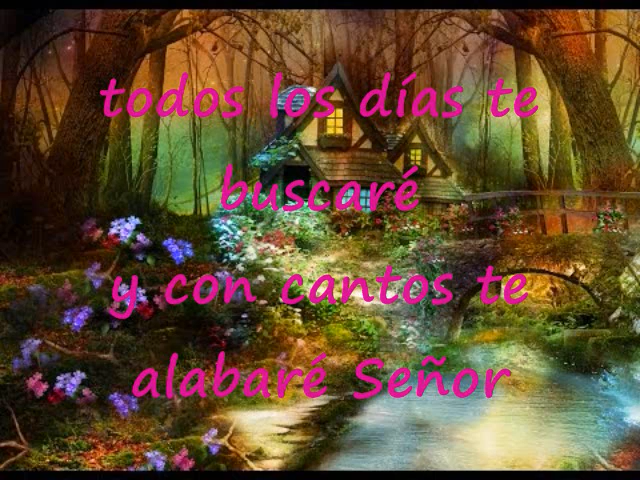 todos los días te
buscaré
y con cantos te
alabaré Señor